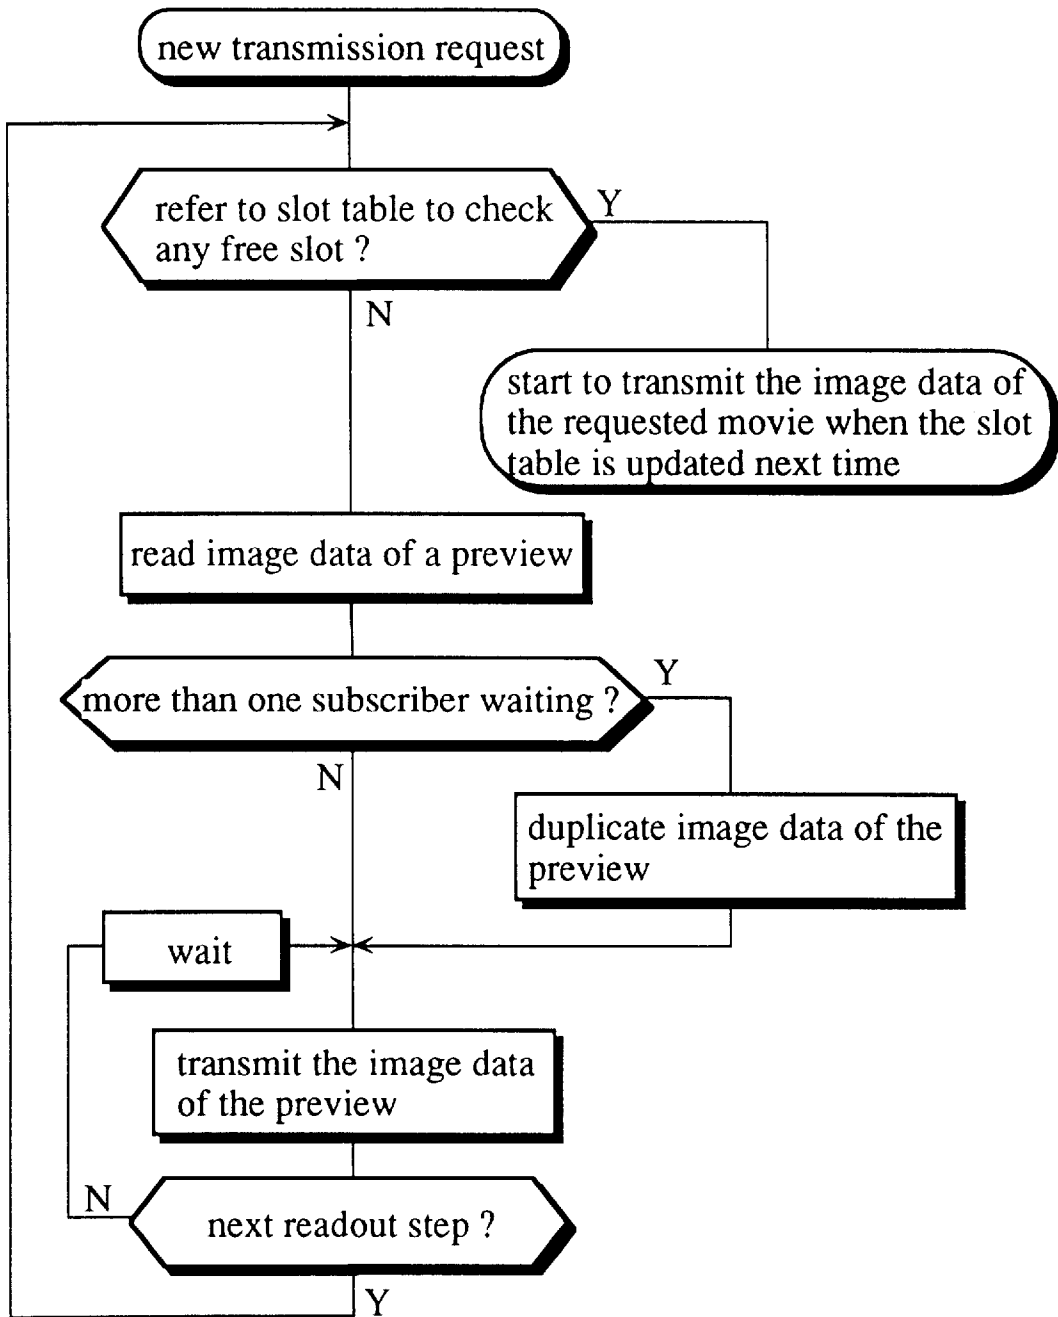 new transmission request
refer to slot table to check
any free slot ?
Y
N
start to transmit the image data of
the requested movie when the slot
table is updated next time
read image data of a preview
more than one subscriber waiting ?
Y
N
duplicate image data of the
preview
wait
transmit the image data
of the preview
N
next readout step ?
Y